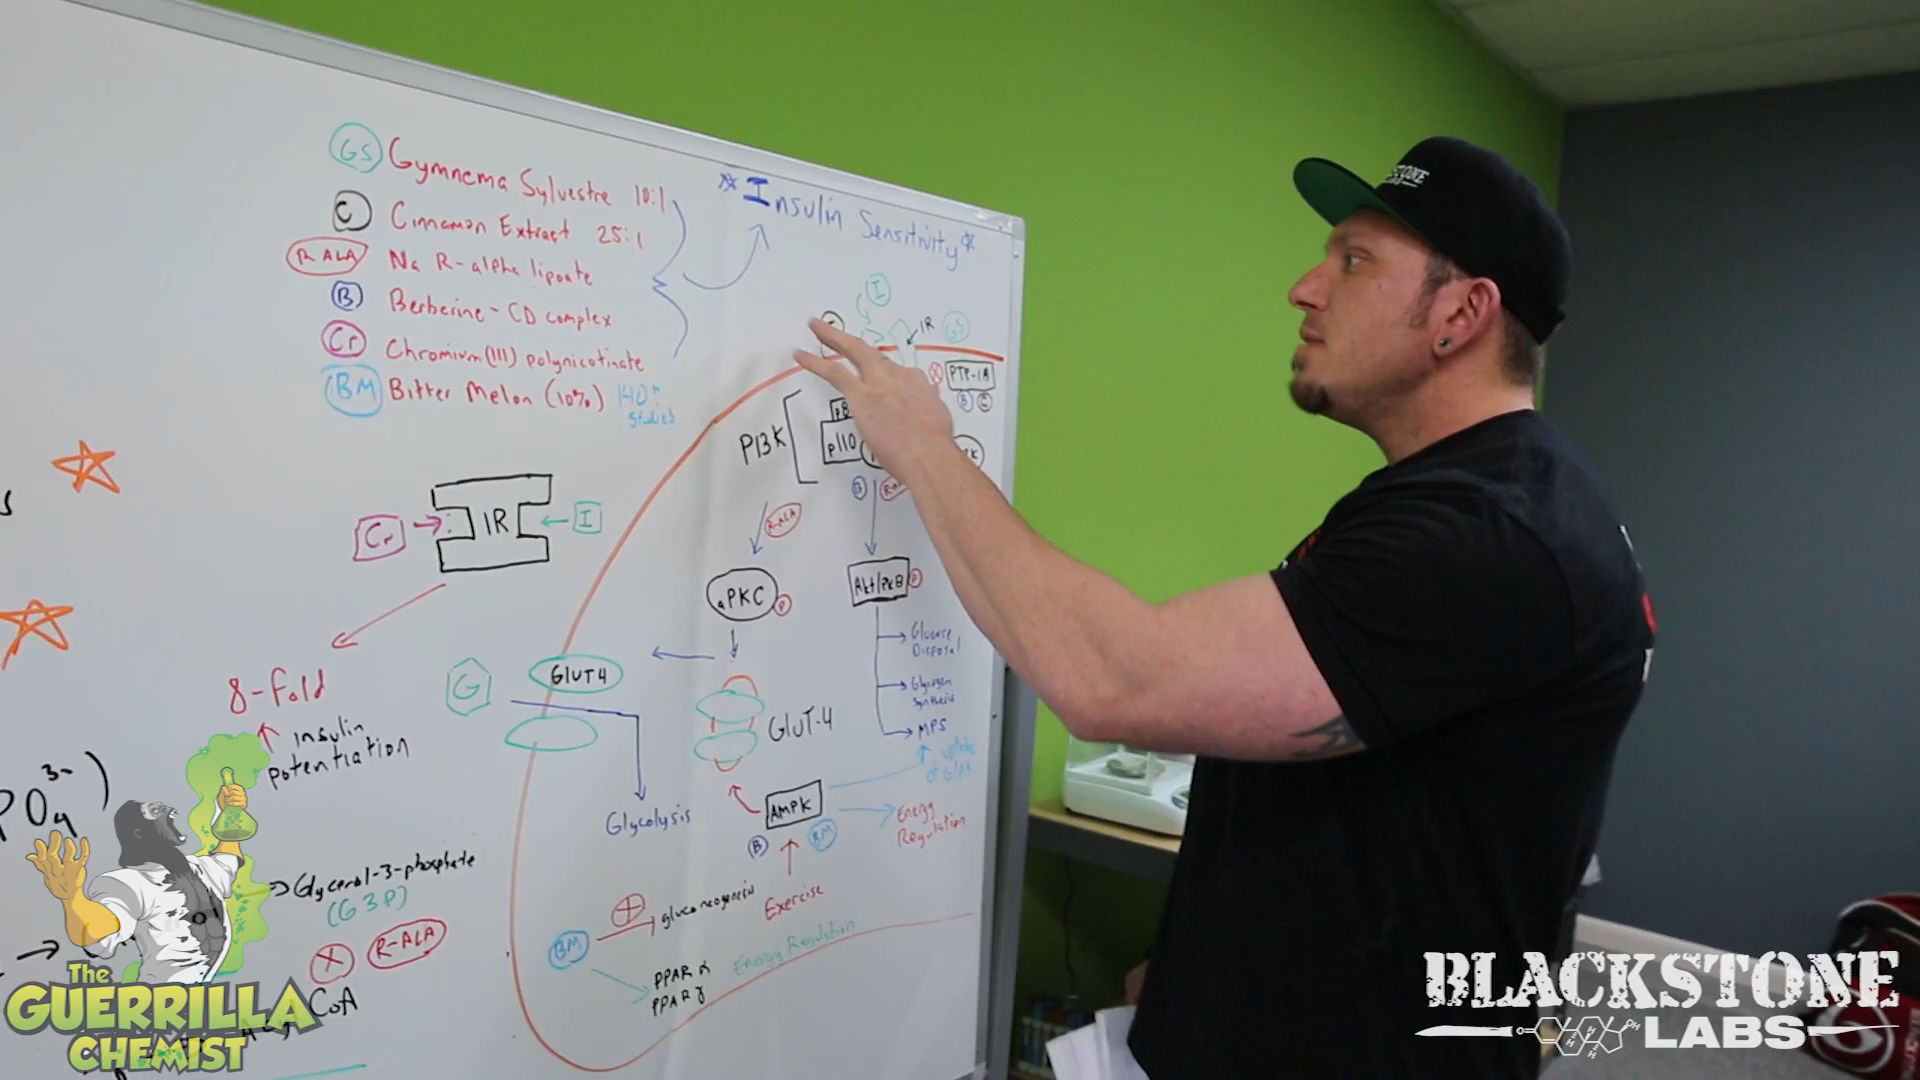 GS Gymnema Sylvestre 10:1
C Cinnamon Extract 25:1
R ALA Na R-alpha lipoate
B Berberine-CD complex
Cr Chromium(III) polynicotinate
BM Bitter Melon (10%) 140+ studies
* Insulin Sensitivity *
I
IR
GS
X PTP-1B
B C
PI3K
p110
B
R-ALA
Cr
IR
I
aPKC P
Akt/PKB P
Glucose Disposal
Glycogen Synthesis
MPS
uptake
of
8-Fold
insulin
potentiation
G
GLUT4
GLUT-4
Glycolysis
AMPK
B BM
Energy
Regulation
Exercise
BM
gluconeogenesis
PPAR α
PPAR γ
Energy Regulation
PO₄³⁻)
Glycerol-3-phosphate
(G3P)
X R-ALA
CoA
The
GUERRILLA
CHEMIST
BLACKSTONE
LABS
OH
H
H H